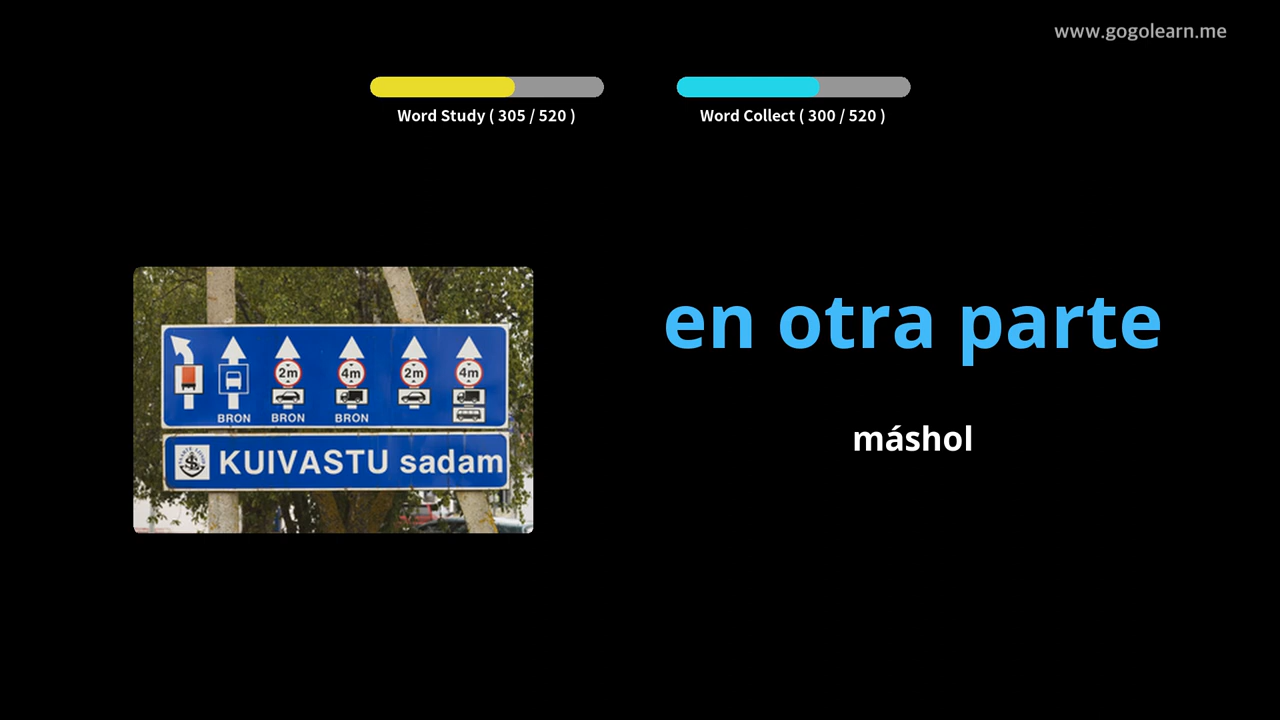 www.gogolearn.me
Word Study ( 305 / 520 )
Word Collect ( 300 / 520 )
en otra parte
máshol
2m 4m 2m 4m
BRON BRON BRON
KUIVASTU sadam